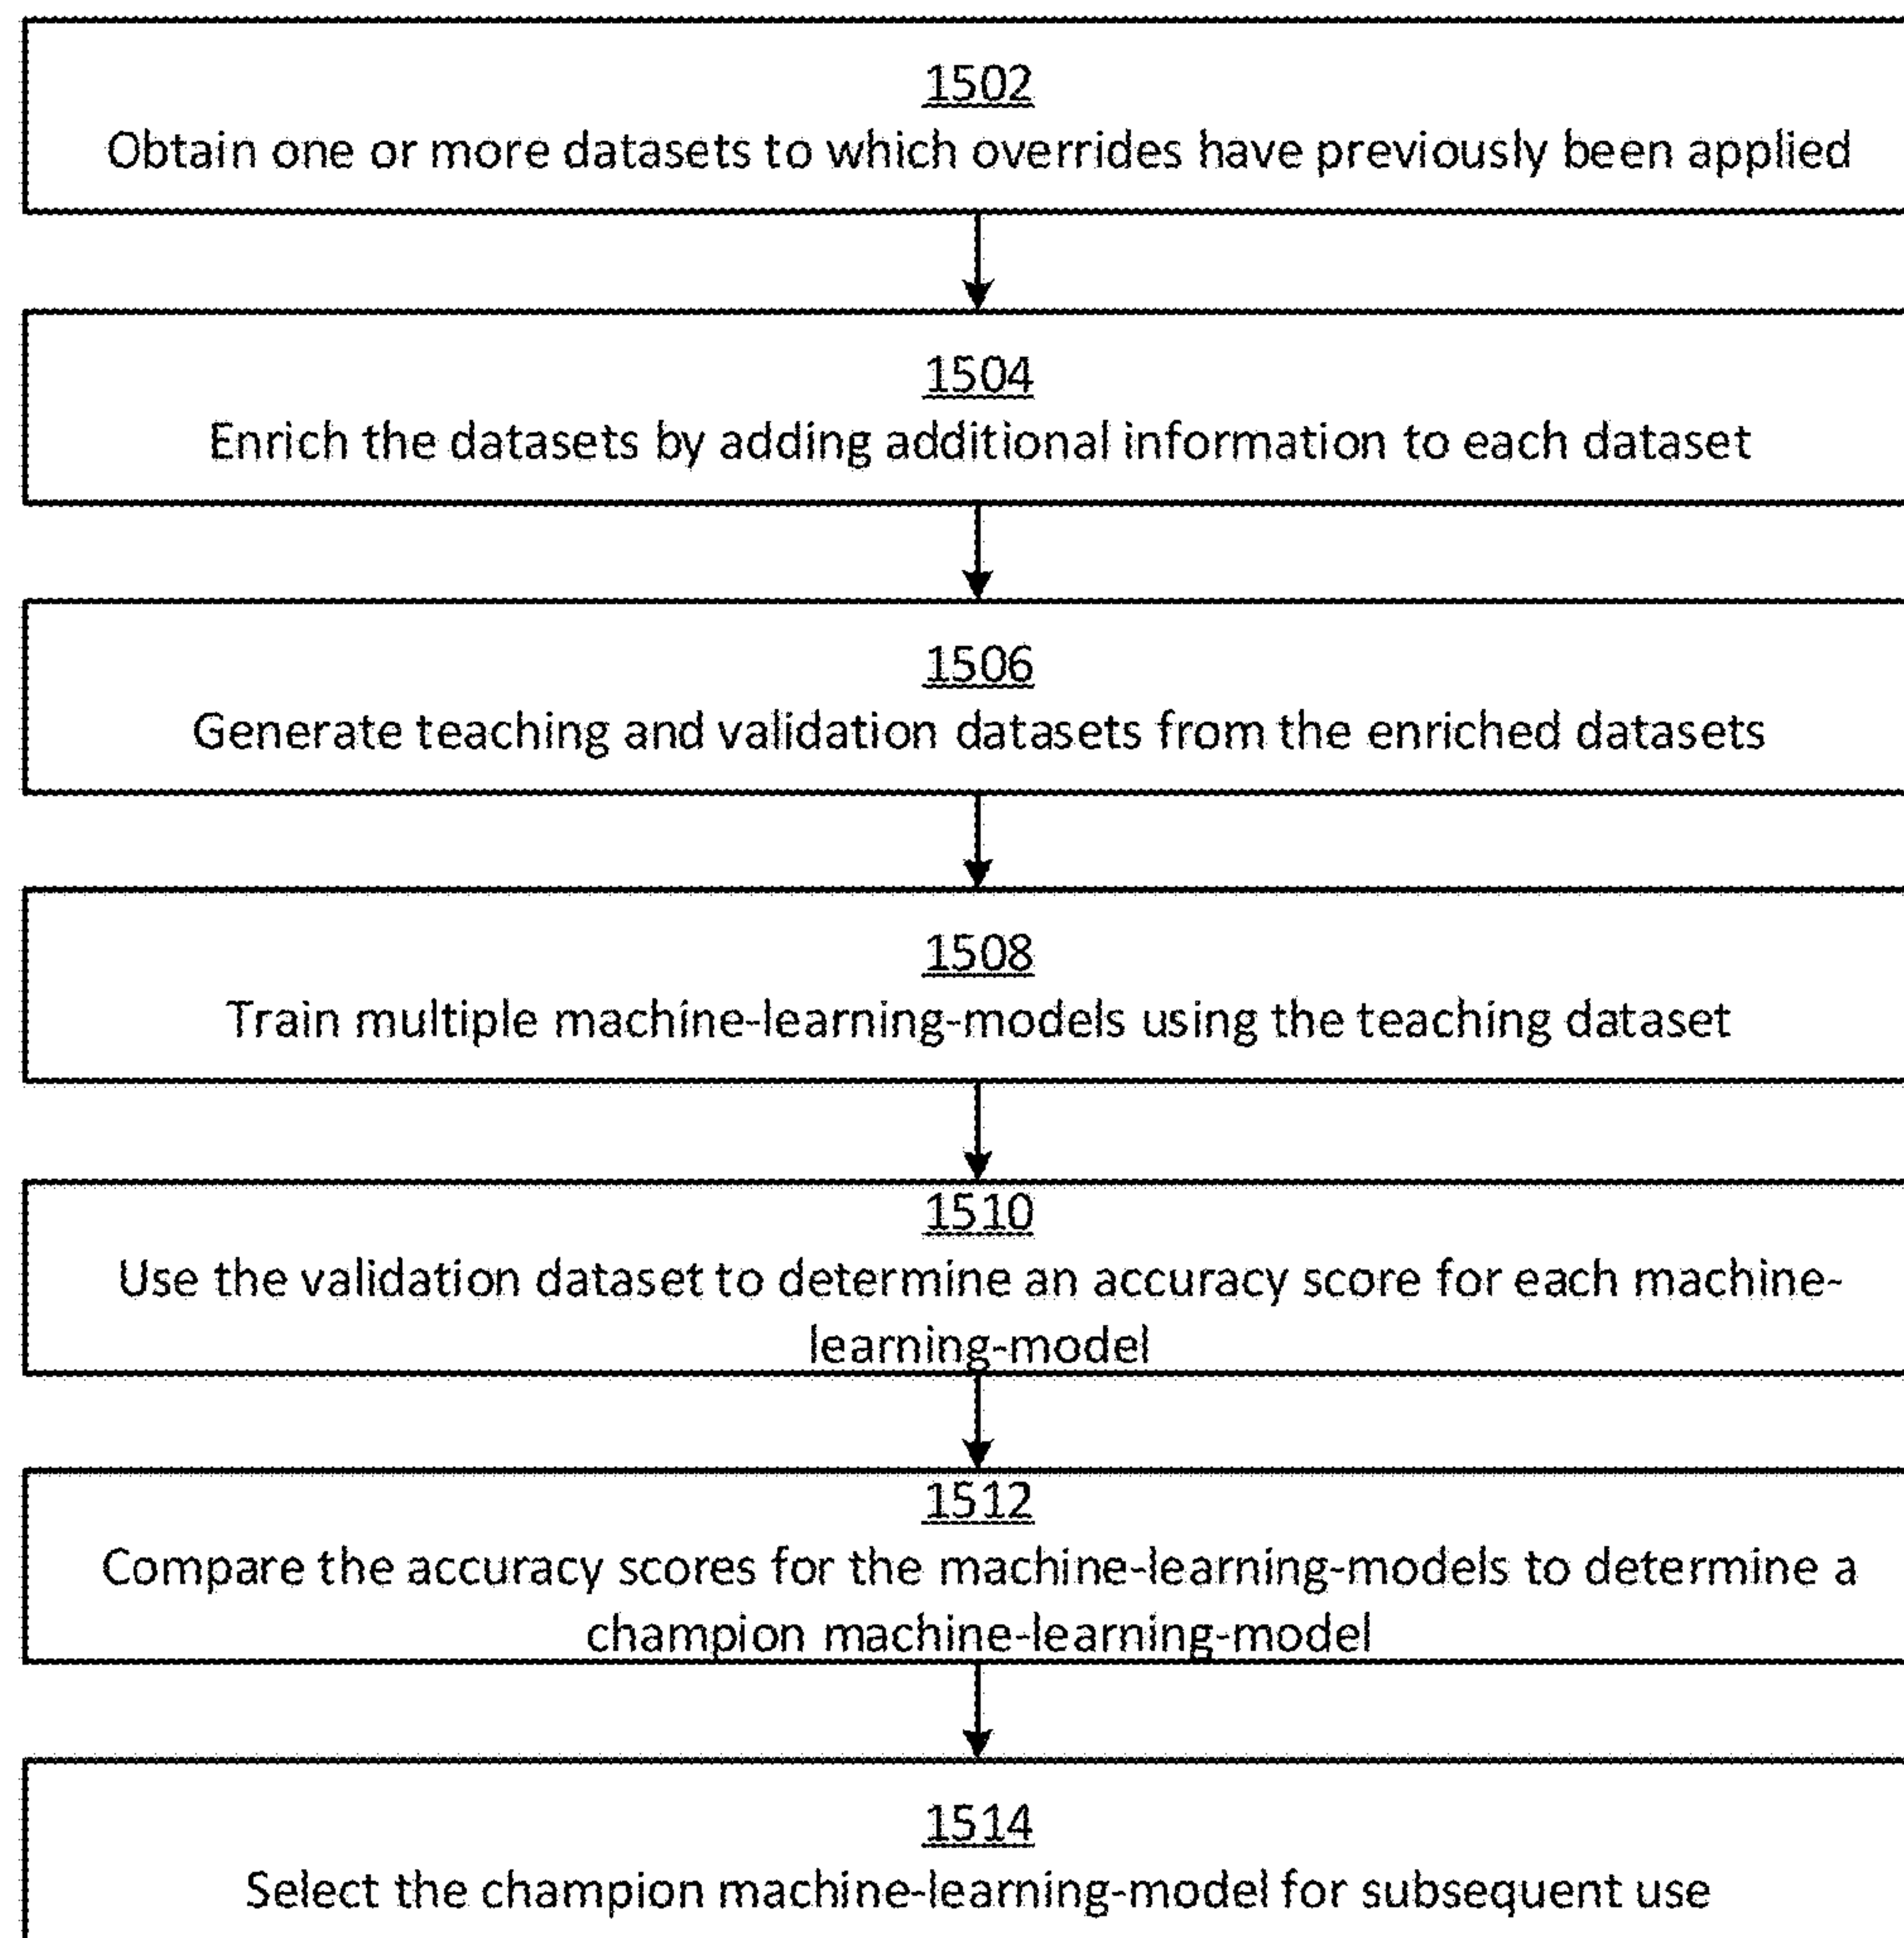 1502
Obtain one or more datasets to which overrides have previously been applied
1504
Enrich the datasets by adding additional information to each dataset
1506
Generate teaching and validation datasets from the enriched datasets
1508
Train multiple machine-learning-models using the teaching dataset
1510
Use the validation dataset to determine an accuracy score for each machine-
learning-model
1512
Compare the accuracy scores for the machine-learning-models to determine a
champion machine-learning-model
1514
Select the champion machine-learning-model for subsequent use